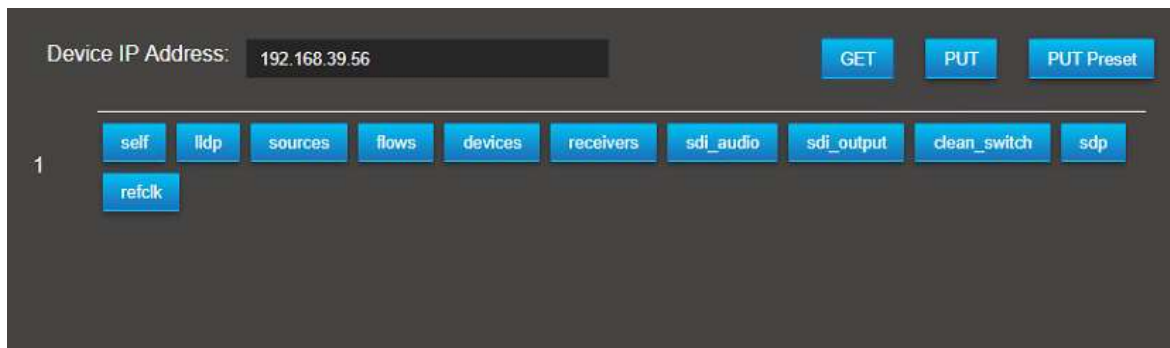 Device IP Address: 192.168.39.56 GET PUT PUT Preset
1 self lldp sources flows devices receivers sdi_audio sdi_output clean_switch sdp
refclk